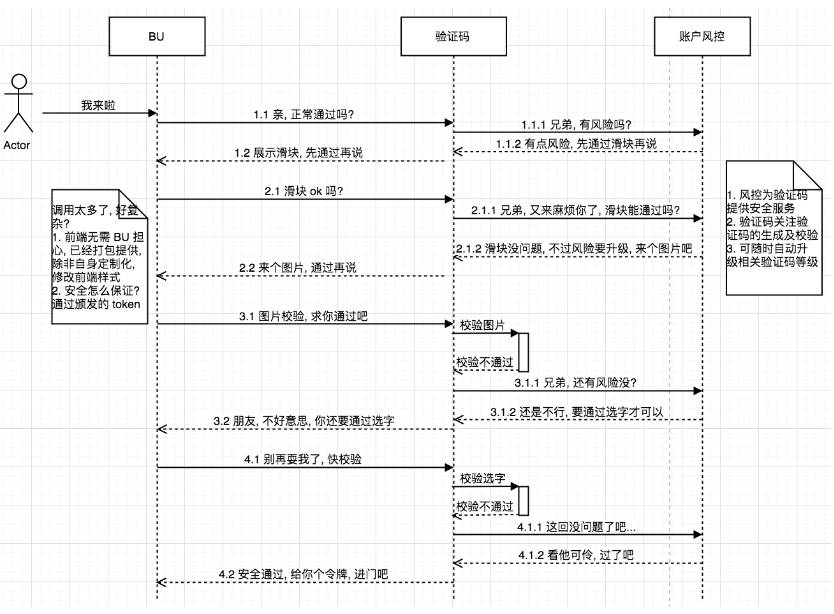 BU
验证码
账户风控
我来啦
Actor
1.1 亲, 正常通过吗?
1.1.1 兄弟, 有风险吗?
1.1.2 有点风险, 先通过滑块再说
1.2 展示滑块, 先通过再说
调用太多了, 好复
杂?
1. 前端无需 BU 担
心, 已经打包提供,
除非自身定制化,
修改前端样式
2. 安全怎么保证?
通过颁发的 token
2.1 滑块 ok 吗?
2.1.1 兄弟, 又来麻烦你了, 滑块能通过吗?
2.1.2 滑块没问题, 不过风险要升级, 来个图片吧
2.2 来个图片, 通过再说
1. 风控为验证码
提供安全服务
2. 验证码关注验
证码的生成及校验
3. 可随时自动升
级相关验证码等级
3.1 图片校验, 求你通过吧
校验图片
校验不通过
3.1.1 兄弟, 还有风险没?
3.1.2 还是不行, 要通过选字才可以
3.2 朋友, 不好意思, 你还要通过选字
4.1 别再耍我了, 快校验
校验选字
校验不通过
4.1.1 这回没问题了吧...
4.1.2 看他可伶, 过了吧
4.2 安全通过, 给你个令牌, 进门吧